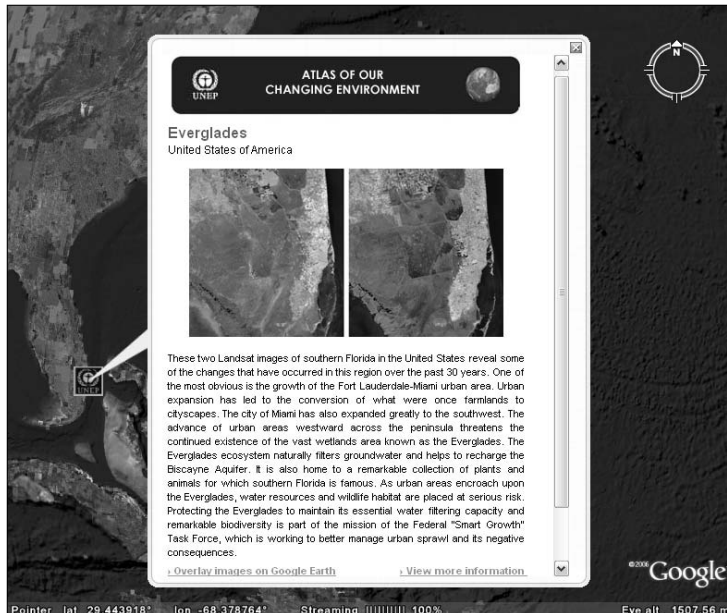 ATLAS OF OUR
CHANGING ENVIRONMENT
UNEP
N
Everglades
United States of America
These two Landsat images of southern Florida in the United States reveal some
of the changes that have occurred in this region over the past 30 years. One of
the most obvious is the growth of the Fort Lauderdale-Miami urban area. Urban
expansion has led to the conversion of what were once farmlands to
cityscapes. The city of Miami has also expanded greatly to the southwest. The
advance of urban areas westward across the peninsula threatens the
continued existence of the vast wetlands area known as the Everglades. The
Everglades ecosystem naturally filters groundwater and helps to recharge the
Biscayne Aquifer. It is also home to a remarkable collection of plants and
animals for which southern Florida is famous. As urban areas encroach upon
the Everglades, water resources and wildlife habitat are placed at serious risk.
Protecting the Everglades to maintain its essential water filtering capacity and
remarkable biodiversity is part of the mission of the Federal "Smart Growth"
Task Force, which is working to better manage urban sprawl and its negative
consequences.
› Overlay images on Google Earth › View more information
UNEP
©2006 Google
Pointer lat 29.443918° lon -68.378764° Streaming |||||||||| 100% Eye alt 1507.5